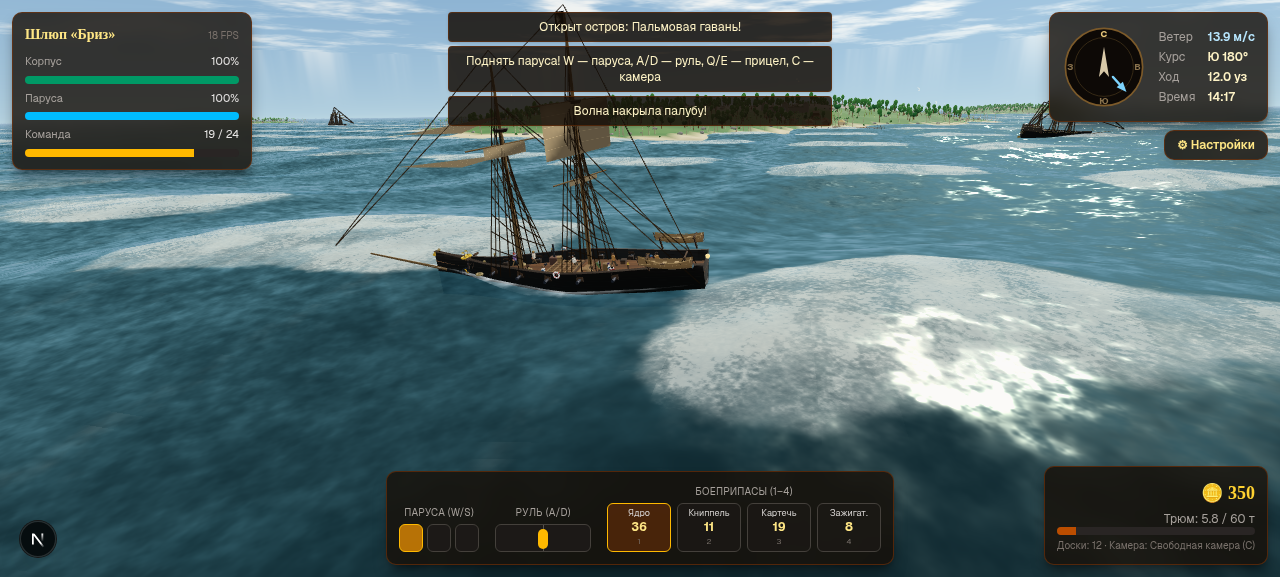 Шлюп «Бриз»
18 FPS
Корпус
100%
Паруса
100%
Команда
19 / 24
Открыт остров: Пальмовая гавань!
Поднять паруса! W — паруса, A/D — руль, Q/E — прицел, C —
камера
Волна накрыла палубу!
С
З
В
Ю
Ветер
13.9 м/с
Курс
Ю 180°
Ход
12.0 уз
Время
14:17
⚙ Настройки
ПАРУСА (W/S)
РУЛЬ (A/D)
БОЕПРИПАСЫ (1–4)
Ядро
36
1
Книппель
11
2
Картечь
19
3
Зажигат.
8
4
350
Трюм: 5.8 / 60 т
Доски: 12 · Камера: Свободная камера (C)
N